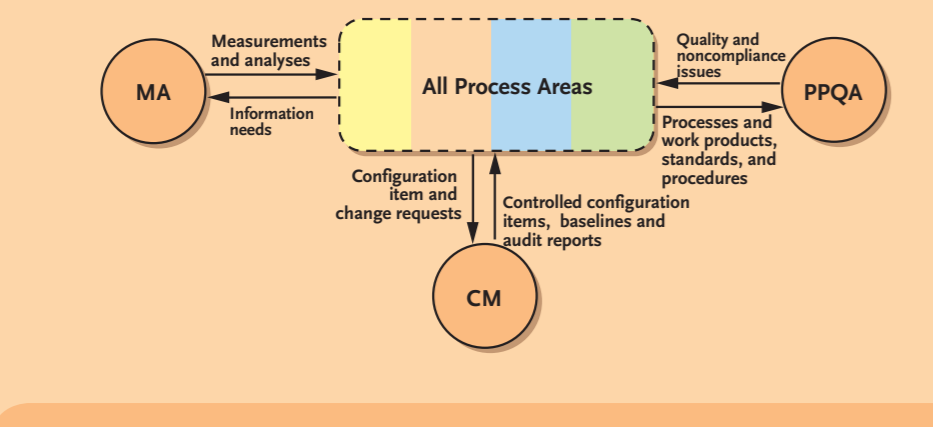 Measurements
and analyses
MA
Information
needs
All Process Areas
Quality and
noncompliance
issues
PPQA
Processes and
work products,
standards, and
procedures
Configuration
item and
change requests
Controlled configuration
items, baselines and
audit reports
CM